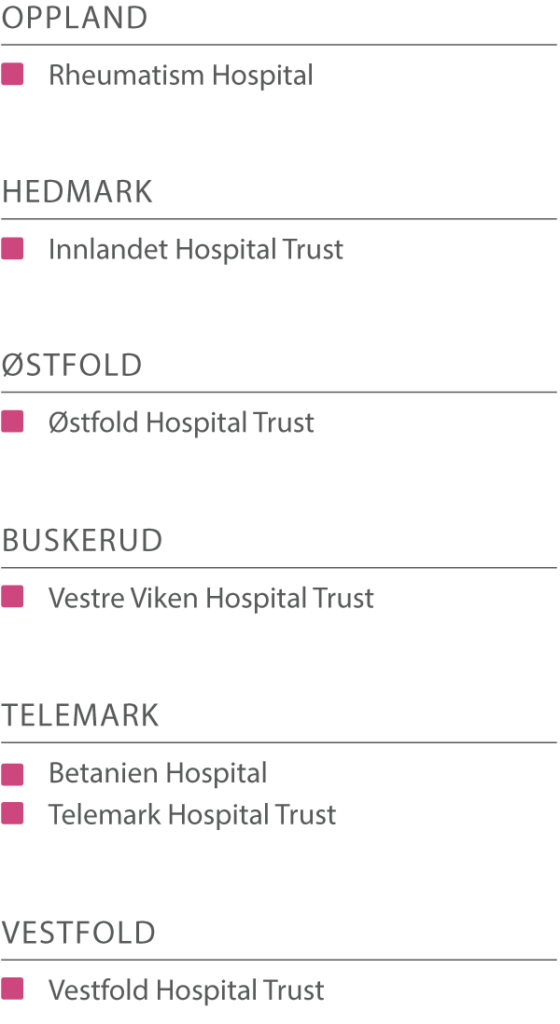 OPPLAND
Rheumatism Hospital
HEDMARK
Innlandet Hospital Trust
ØSTFOLD
Østfold Hospital Trust
BUSKERUD
Vestre Viken Hospital Trust
TELEMARK
Betanien Hospital
Telemark Hospital Trust
VESTFOLD
Vestfold Hospital Trust